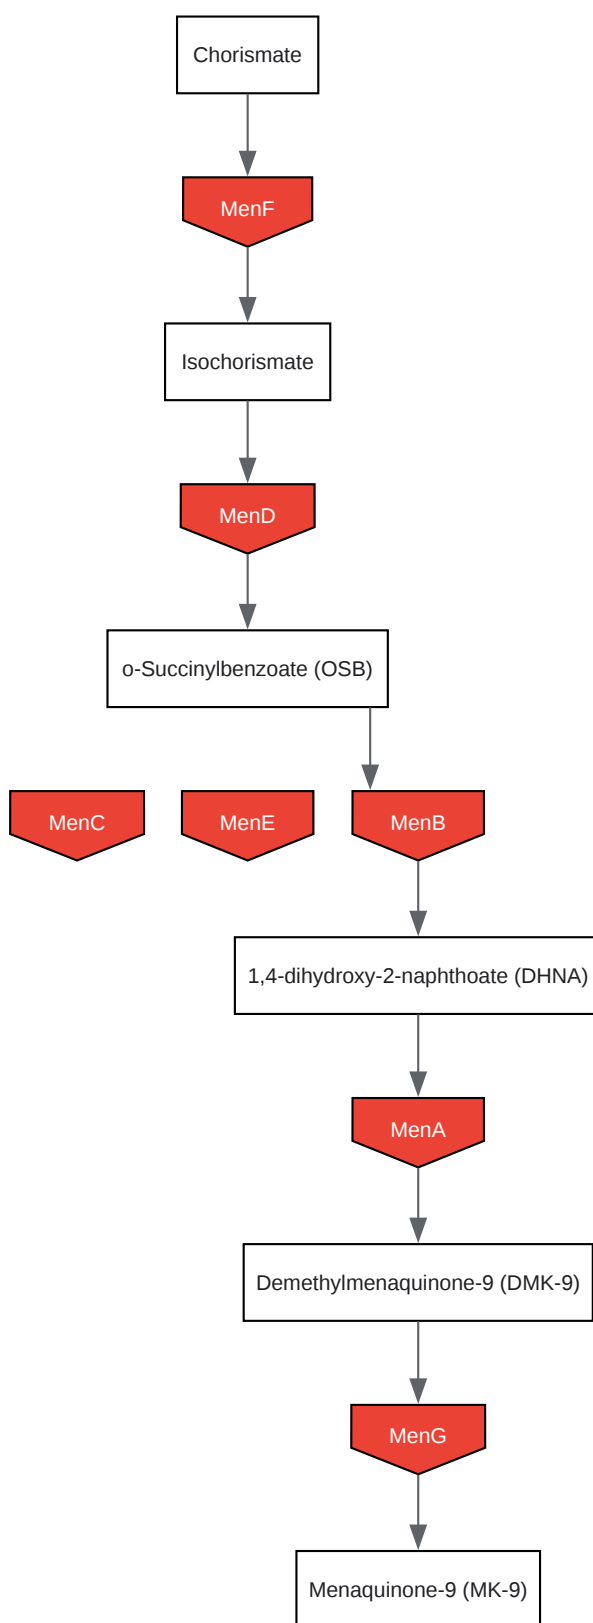 Chorismate
MenF
Isochorismate
MenD
o-Succinylbenzoate (OSB)
MenC
MenE
MenB
1,4-dihydroxy-2-naphthoate (DHNA)
MenA
Demethylmenaquinone-9 (DMK-9)
MenG
Menaquinone-9 (MK-9)